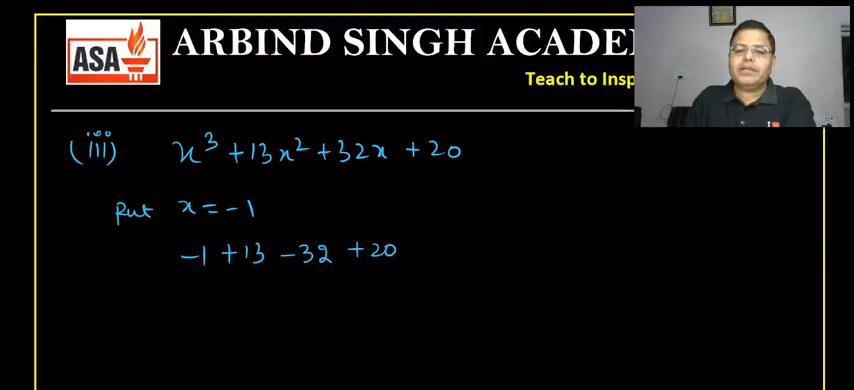 ASA
ARBIND SINGH ACADE
Teach to Insp
(iii) x³ + 13x² + 32x + 20
Put x = -1
-1 + 13 - 32 + 20